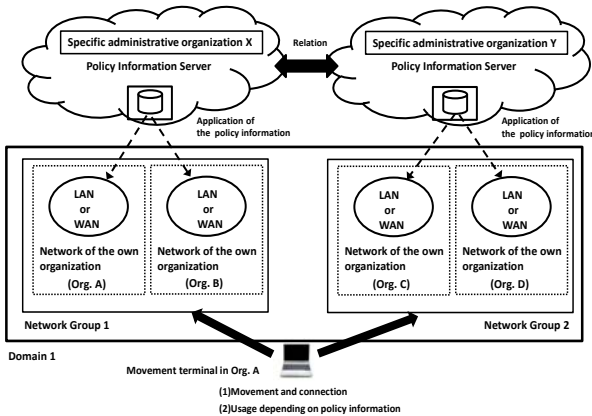 Specific administrative organization X
Policy Information Server
Relation
Specific administrative organization Y
Policy Information Server
Application of
the policy information
Application of
the policy information
LAN
or
WAN
Network of the own
organization
(Org. A)
LAN
or
WAN
Network of the own
organization
(Org. B)
LAN
or
WAN
Network of the own
organization
(Org. C)
LAN
or
WAN
Network of the own
organization
(Org. D)
Network Group 1
Network Group 2
Domain 1
Movement terminal in Org. A
(1)Movement and connection
(2)Usage depending on policy information